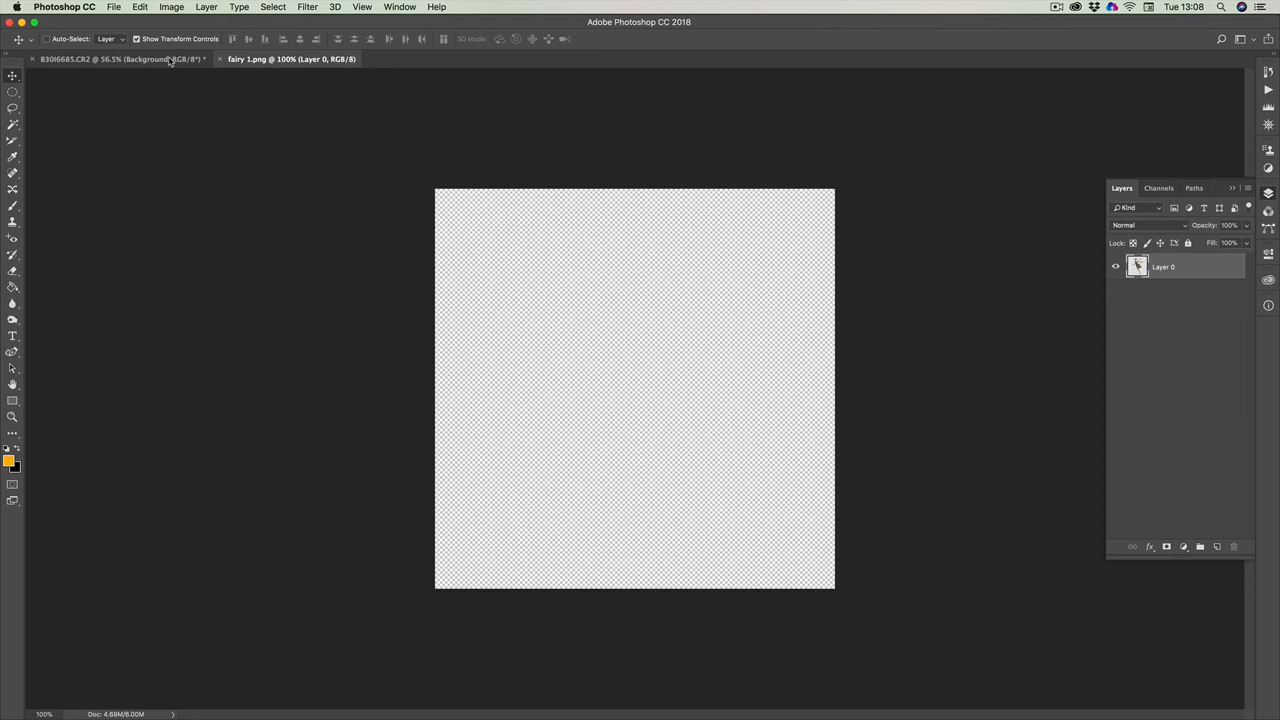 Photoshop CC File Edit Image Layer Type Select Filter 3D View Window Help Tue 13:08
Adobe Photoshop CC 2018
Auto-Select: Layer Show Transform Controls 3D Mode:
B30I6685.CR2 @ 56.5% (Background, RGB/8*) * fairy 1.png @ 100% (Layer 0, RGB/8)
Layers Channels Paths
Kind
Normal Opacity: 100%
Lock: Fill: 100%
Layer 0
100% Doc: 4.69M/6.00M